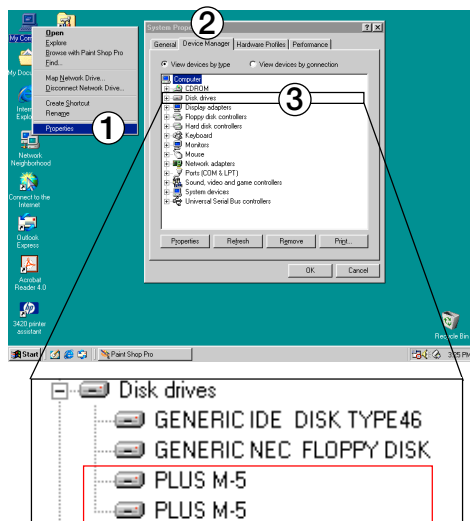 My Com
Open
Explore
Browse with Paint Shop Pro
Find...
Map Network Drive...
Disconnect Network Drive...
Create Shortcut
Rename
Properties
1
My Docu
Intern
Explo
Network
Neighborhood
Connect to the
Internet
Outlook
Express
Acrobat
Reader 4.0
3420 printer
assistant
System Prope
2
General
Device Manager
Hardware Profiles
Performance
View devices by type
View devices by connection
Computer
CDROM
Disk drives
3
Display adapters
Floppy disk controllers
Hard disk controllers
Keyboard
Monitors
Mouse
Network adapters
Ports (COM & LPT)
Sound, video and game controllers
System devices
Universal Serial Bus controllers
Properties
Refresh
Remove
Print...
OK
Cancel
Recycle Bin
Start
Paint Shop Pro
3:25 PM
Disk drives
GENERIC IDE DISK TYPE46
GENERIC NEC FLOPPY DISK
PLUS M-5
PLUS M-5